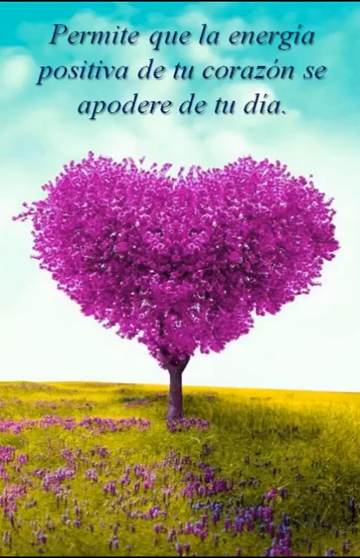 Permite que la energía
positiva de tu corazón se
apodere de tu día.